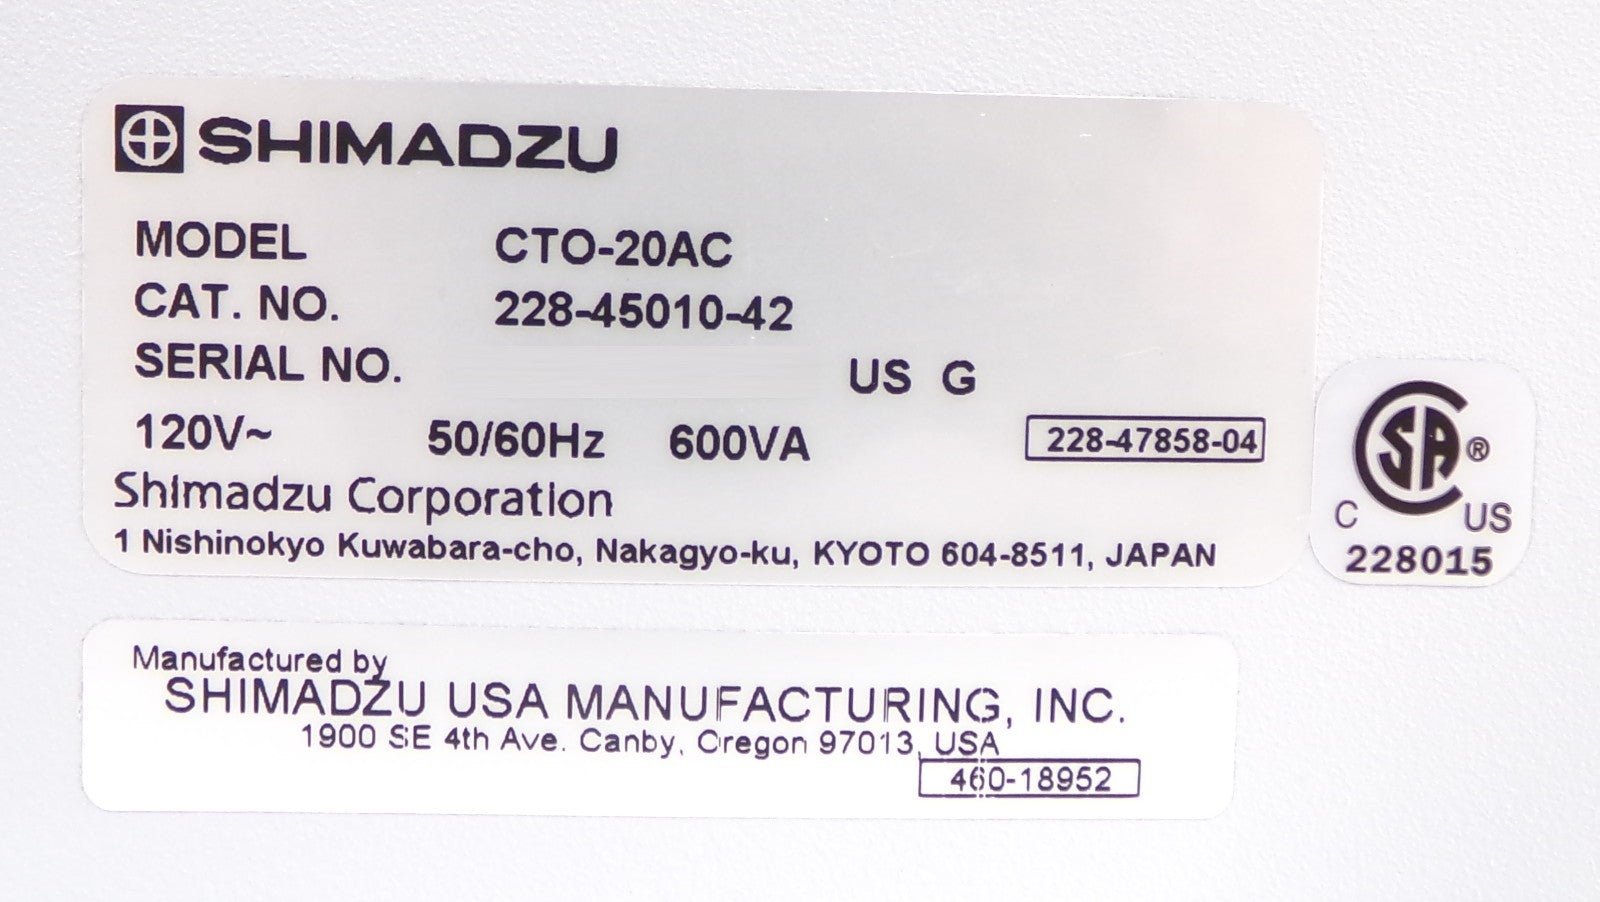 SHIMADZU
MODEL CTO-20AC
CAT. NO. 228-45010-42
SERIAL NO. US G
120V~ 50/60Hz 600VA 228-47858-04
Shimadzu Corporation
1 Nishinokyo Kuwabara-cho, Nakagyo-ku, KYOTO 604-8511, JAPAN
SA ®
C US
228015
Manufactured by
SHIMADZU USA MANUFACTURING, INC.
1900 SE 4th Ave. Canby, Oregon 97013, USA
460-18952